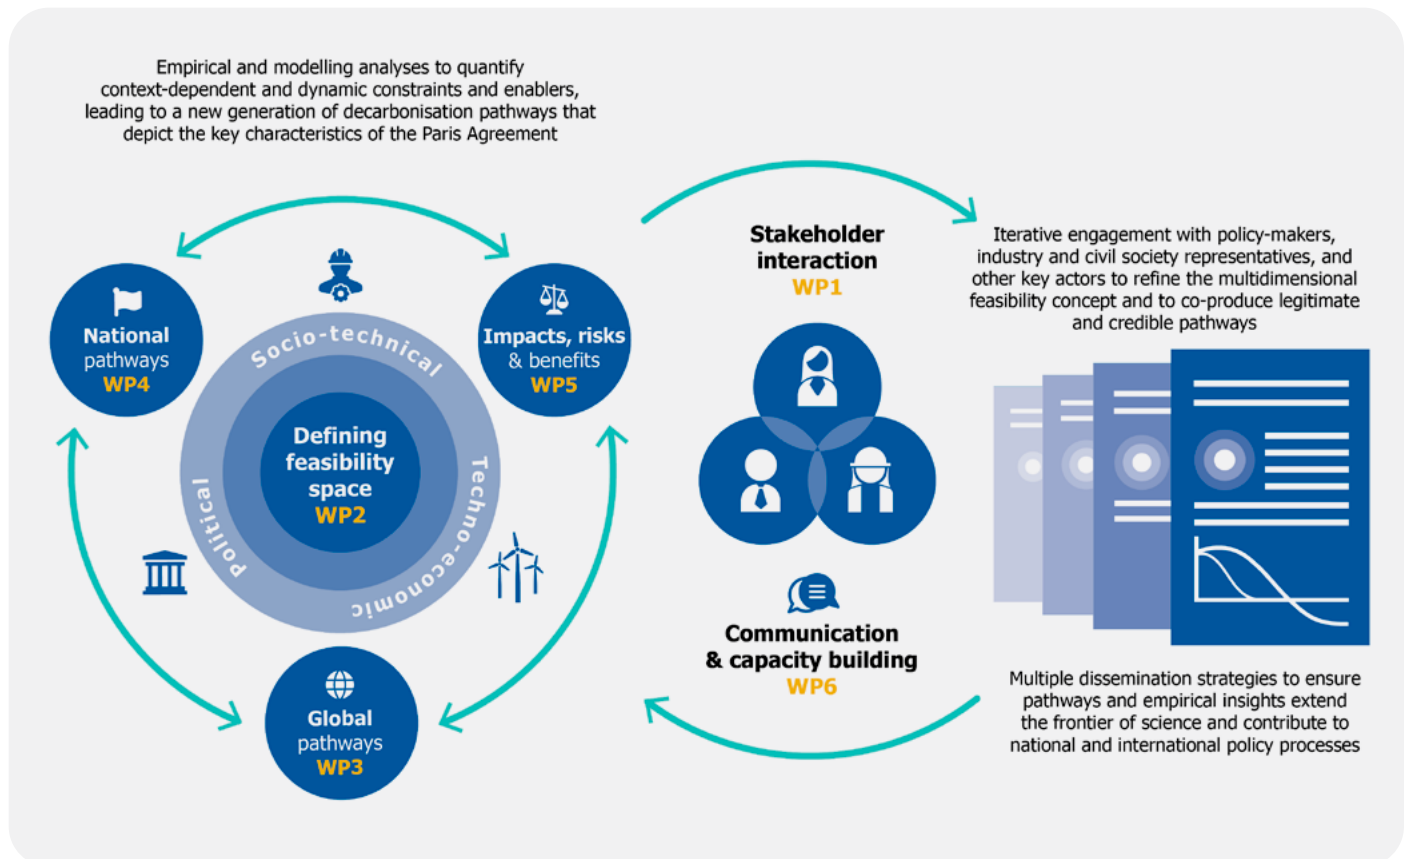 Empirical and modelling analyses to quantify
context-dependent and dynamic constraints and enablers,
leading to a new generation of decarbonisation pathways that
depict the key characteristics of the Paris Agreement
National
pathways
WP4
Impacts, risks
& benefits
WP5
Socio-technical
Political
Techno-economic
Defining
feasibility
space
WP2
Global
pathways
WP3
Stakeholder
interaction
WP1
Communication
& capacity building
WP6
Iterative engagement with policy-makers,
industry and civil society representatives, and
other key actors to refine the multidimensional
feasibility concept and to co-produce legitimate
and credible pathways
Multiple dissemination strategies to ensure
pathways and empirical insights extend
the frontier of science and contribute to
national and international policy processes